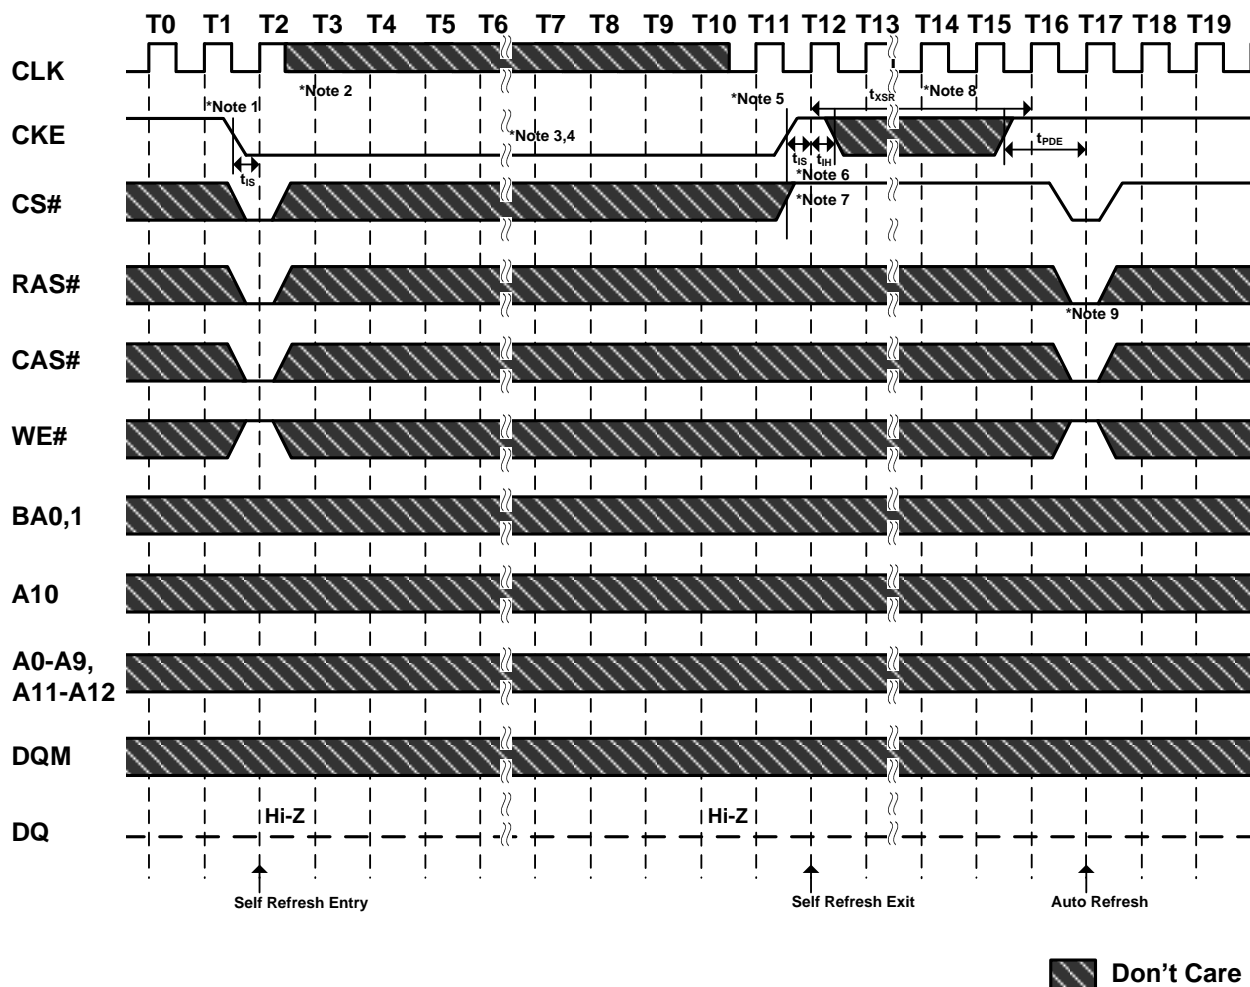 T0 T1 T2 T3 T4 T5 T6 T7 T8 T9 T10 T11 T12 T13 T14 T15 T16 T17 T18 T19
CLK
*Note 2
*Note 5
tXSR
*Note 8
*Note 1
CKE
*Note 3,4
tPDE
tIS
tIS
tIH
*Note 6
CS#
*Note 7
RAS#
*Note 9
CAS#
WE#
BA0,1
A10
A0-A9,
A11-A12
DQM
Hi-Z
Hi-Z
DQ
Self Refresh Entry
Self Refresh Exit
Auto Refresh
Don't Care